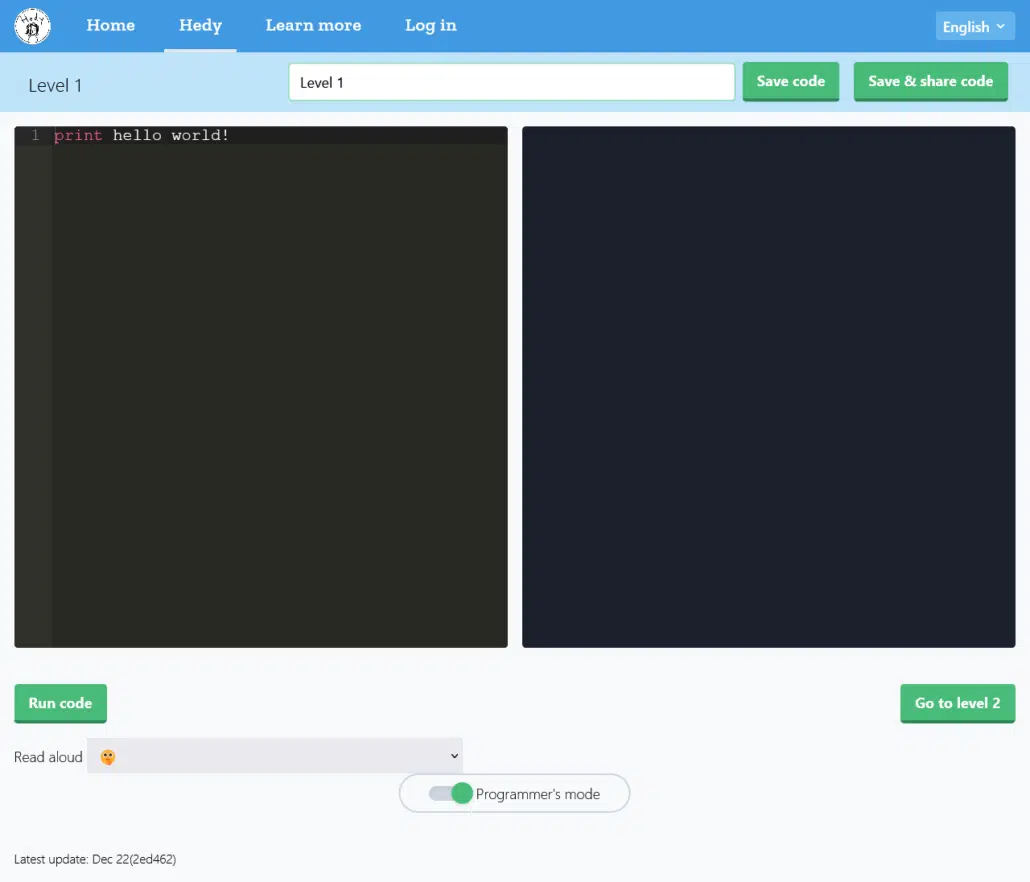 Hedy
Home
Hedy
Learn more
Log in
English
Level 1
Level 1
Save code
Save & share code
1 print hello world!
Run code
Go to level 2
Read aloud
Programmer's mode
Latest update: Dec 22(2ed462)